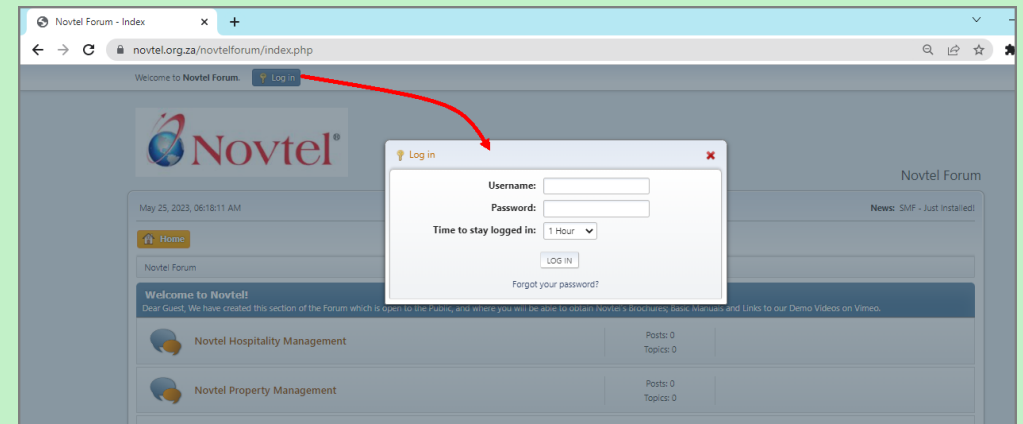 Novtel Forum - Index
novtel.org.za/novtelforum/index.php
Welcome to Novtel Forum. Log in
Novtel®
Log in
Username:
Password:
Time to stay logged in: 1 Hour
LOG IN
Forgot your password?
Novtel Forum
May 25, 2023, 06:18:11 AM
News: SMF - Just Installed!
Home
Novtel Forum
Welcome to Novtel!
Dear Guest, We have created this section of the Forum which is open to the Public, and where you will be able to obtain Novtel's Brochures; Basic Manuals and Links to our Demo Videos on Vimeo.
Novtel Hospitality Management
Posts: 0
Topics: 0
Novtel Property Management
Posts: 0
Topics: 0